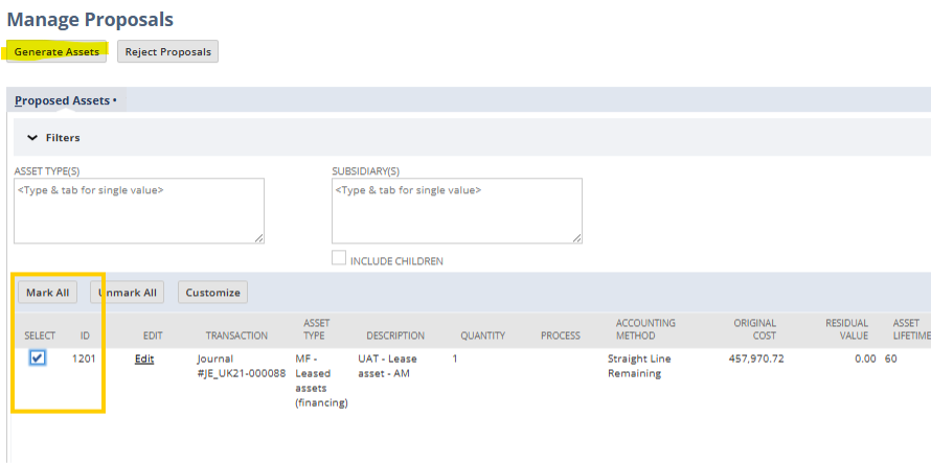 Manage Proposals
Generate Assets Reject Proposals
Proposed Assets •
Filters
ASSET TYPE(S) SUBSIDIARY(S)
<Type & tab for single value> <Type & tab for single value>
INCLUDE CHILDREN
Mark All Unmark All Customize
SELECT ID EDIT TRANSACTION ASSET TYPE DESCRIPTION QUANTITY PROCESS ACCOUNTING METHOD ORIGINAL COST RESIDUAL VALUE ASSET LIFETIME
1201 Edit Journal MF - UAT - Lease 1 Straight Line 457,970.72 0.00 60
#JE_UK21-000088 Leased asset - AM Remaining
assets
(financing)